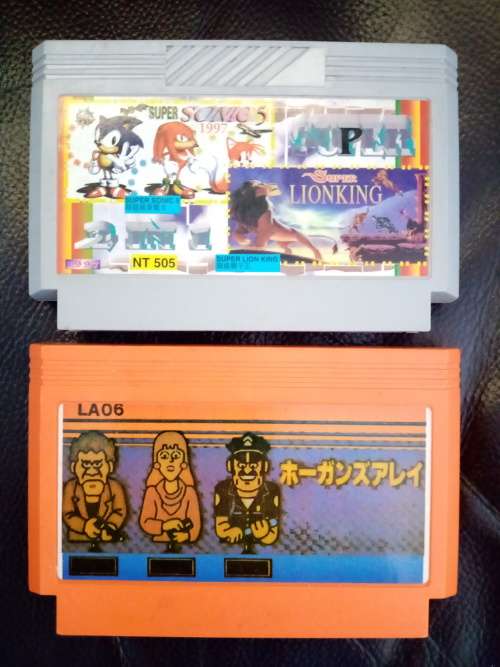 SUPER
SONIC 5
1997
SUPER
SUPER
LIONKING
SUPER SONIC 5
NT 505
SUPER LION KING
LA06
ホーガンズアレイ